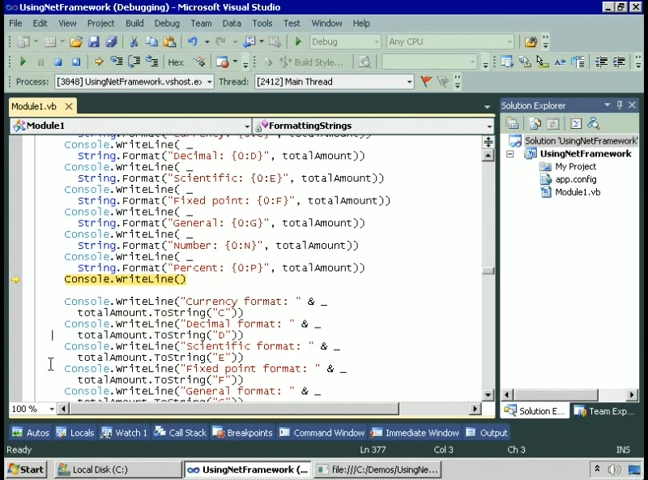 UsingNetFramework (Debugging) - Microsoft Visual Studio
File Edit View Project Build Debug Team Data Tools Test Window Help
Debug Any CPU
Hex Build Style...
Process: [3848] UsingNetFramework.vshost.ex Thread: [2412] Main Thread
Module1.vb
Module1 FormattingStrings
Console.WriteLine( _
String.Format("Decimal: {0:D}", totalAmount))
Console.WriteLine( _
String.Format("Scientific: {0:E}", totalAmount))
Console.WriteLine( _
String.Format("Fixed point: {0:F}", totalAmount))
Console.WriteLine( _
String.Format("General: {0:G}", totalAmount))
Console.WriteLine( _
String.Format("Number: {0:N}", totalAmount))
Console.WriteLine( _
String.Format("Percent: {0:P}", totalAmount))
Console.WriteLine()
Console.WriteLine("Currency format: " & _
totalAmount.ToString("C"))
Console.WriteLine("Decimal format: " & _
totalAmount.ToString("D"))
Console.WriteLine("Scientific format: " & _
totalAmount.ToString("E"))
Console.WriteLine("Fixed point format: " & _
totalAmount.ToString("F"))
Console.WriteLine("General format: " & _
100 %
Solution Explorer
Solution 'UsingNetFramework'
UsingNetFramework
My Project
app.config
Module1.vb
Solution E... Team Exp...
Autos Locals Watch 1 Call Stack Breakpoints Command Window Immediate Window Output
Ready Ln 377 Col 3 Ch 3 INS
Start Local Disk (C:) UsingNetFramework (... file:///C:/Demos/UsingNe...